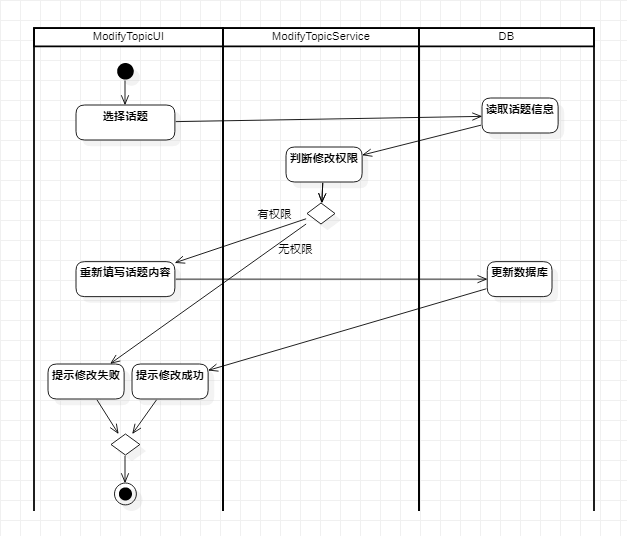 ModifyTopicUI
ModifyTopicService
DB
选择话题
读取话题信息
判断修改权限
有权限
无权限
重新填写话题内容
更新数据库
提示修改失败
提示修改成功